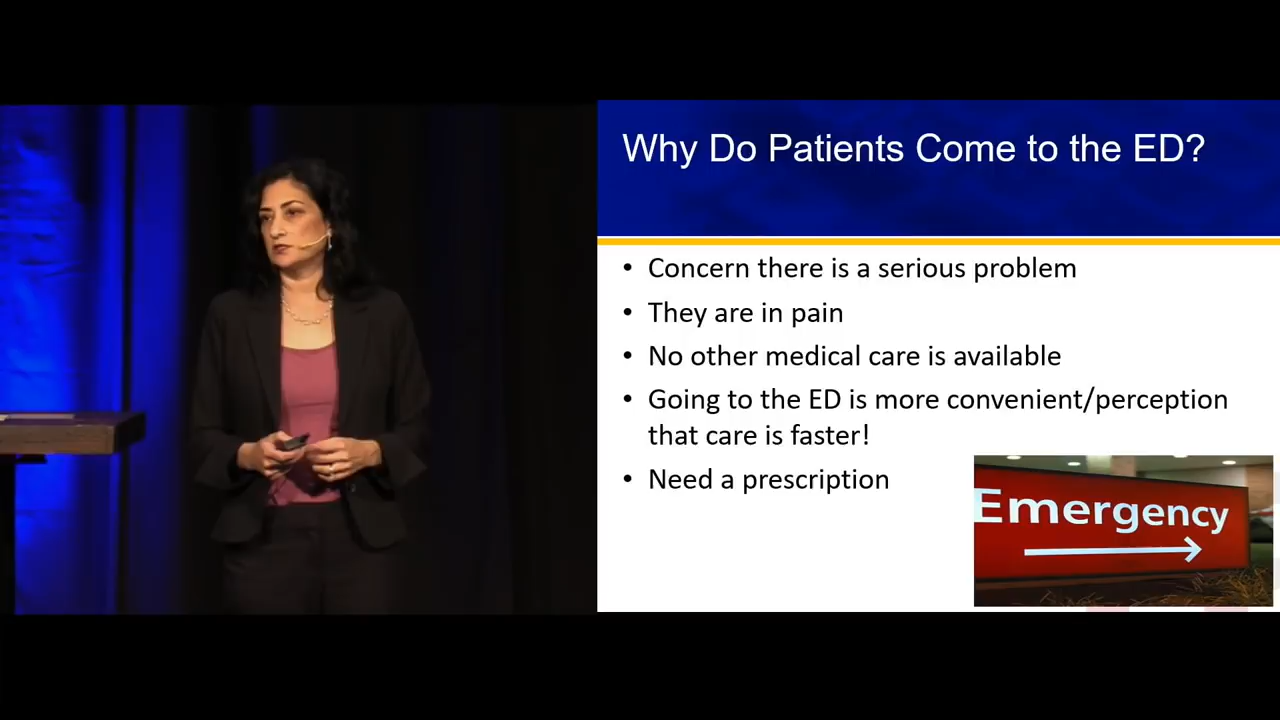 Why Do Patients Come to the ED?
• Concern there is a serious problem
• They are in pain
• No other medical care is available
• Going to the ED is more convenient/perception
that care is faster!
• Need a prescription
Emergency